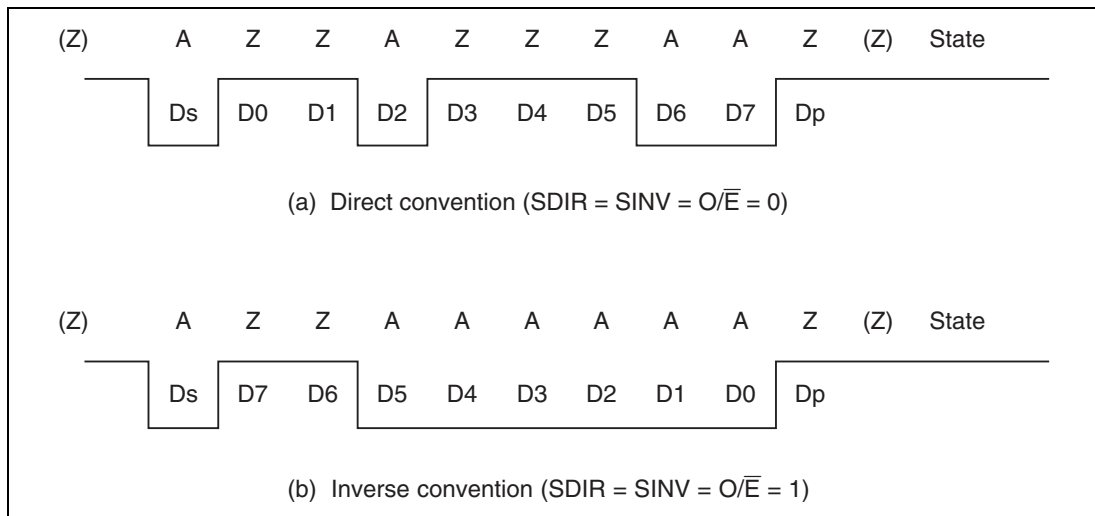 (Z) A Z Z A Z Z Z A A Z (Z) State
Ds D0 D1 D2 D3 D4 D5 D6 D7 Dp
(a) Direct convention (SDIR = SINV = O/E̅ = 0)
(Z) A Z Z A A A A A A Z (Z) State
Ds D7 D6 D5 D4 D3 D2 D1 D0 Dp
(b) Inverse convention (SDIR = SINV = O/E̅ = 1)